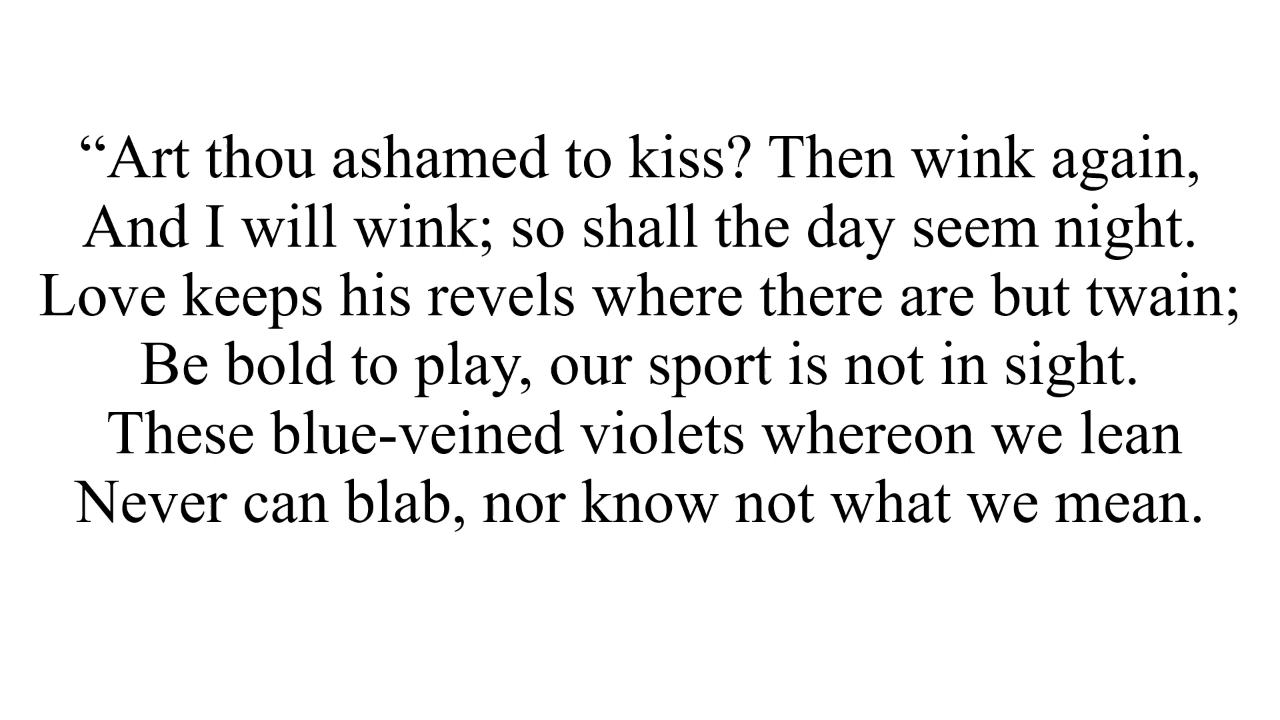 “Art thou ashamed to kiss? Then wink again,
And I will wink; so shall the day seem night.
Love keeps his revels where there are but twain;
Be bold to play, our sport is not in sight.
These blue-veined violets whereon we lean
Never can blab, nor know not what we mean.